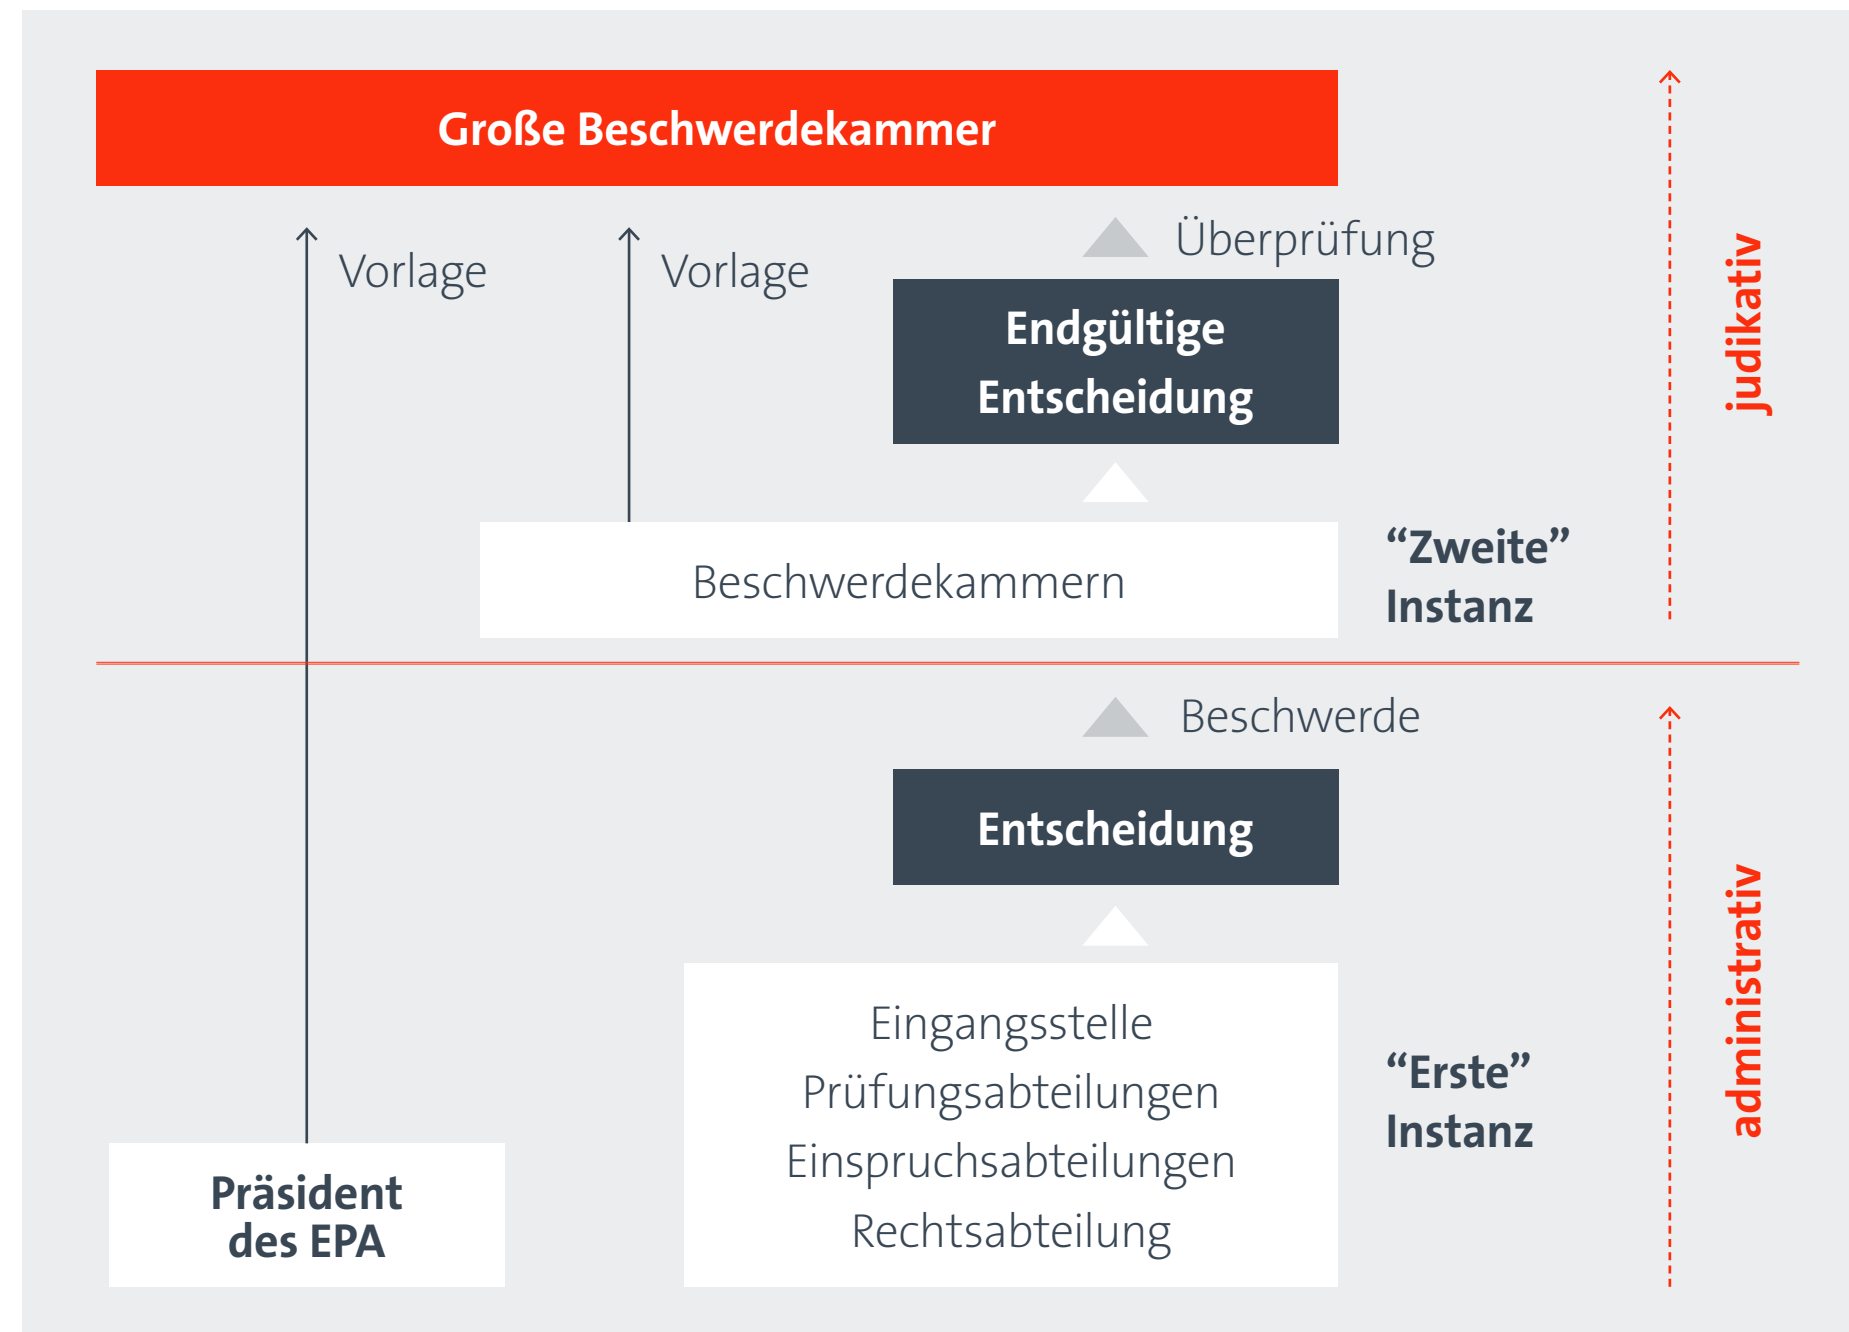 Große Beschwerdekammer
Vorlage
Vorlage
Überprüfung
Endgültige
Entscheidung
Beschwerdekammern
“Zweite”
Instanz
judikativ
Beschwerde
Entscheidung
Eingangsstelle
Prüfungsabteilungen
Einspruchsabteilungen
Rechtsabteilung
“Erste”
Instanz
administrativ
Präsident
des EPA